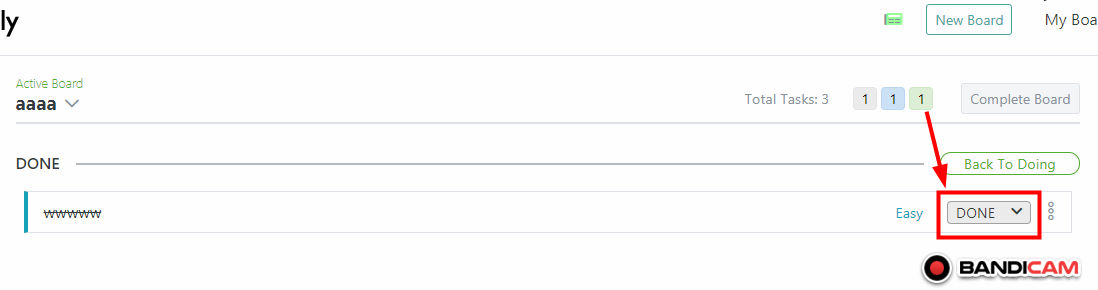 ly
New Board
My Boa
Active Board
aaaa
Total Tasks: 3
1
1
1
Complete Board
DONE
Back To Doing
wwwww
Easy
DONE
BANDICAM